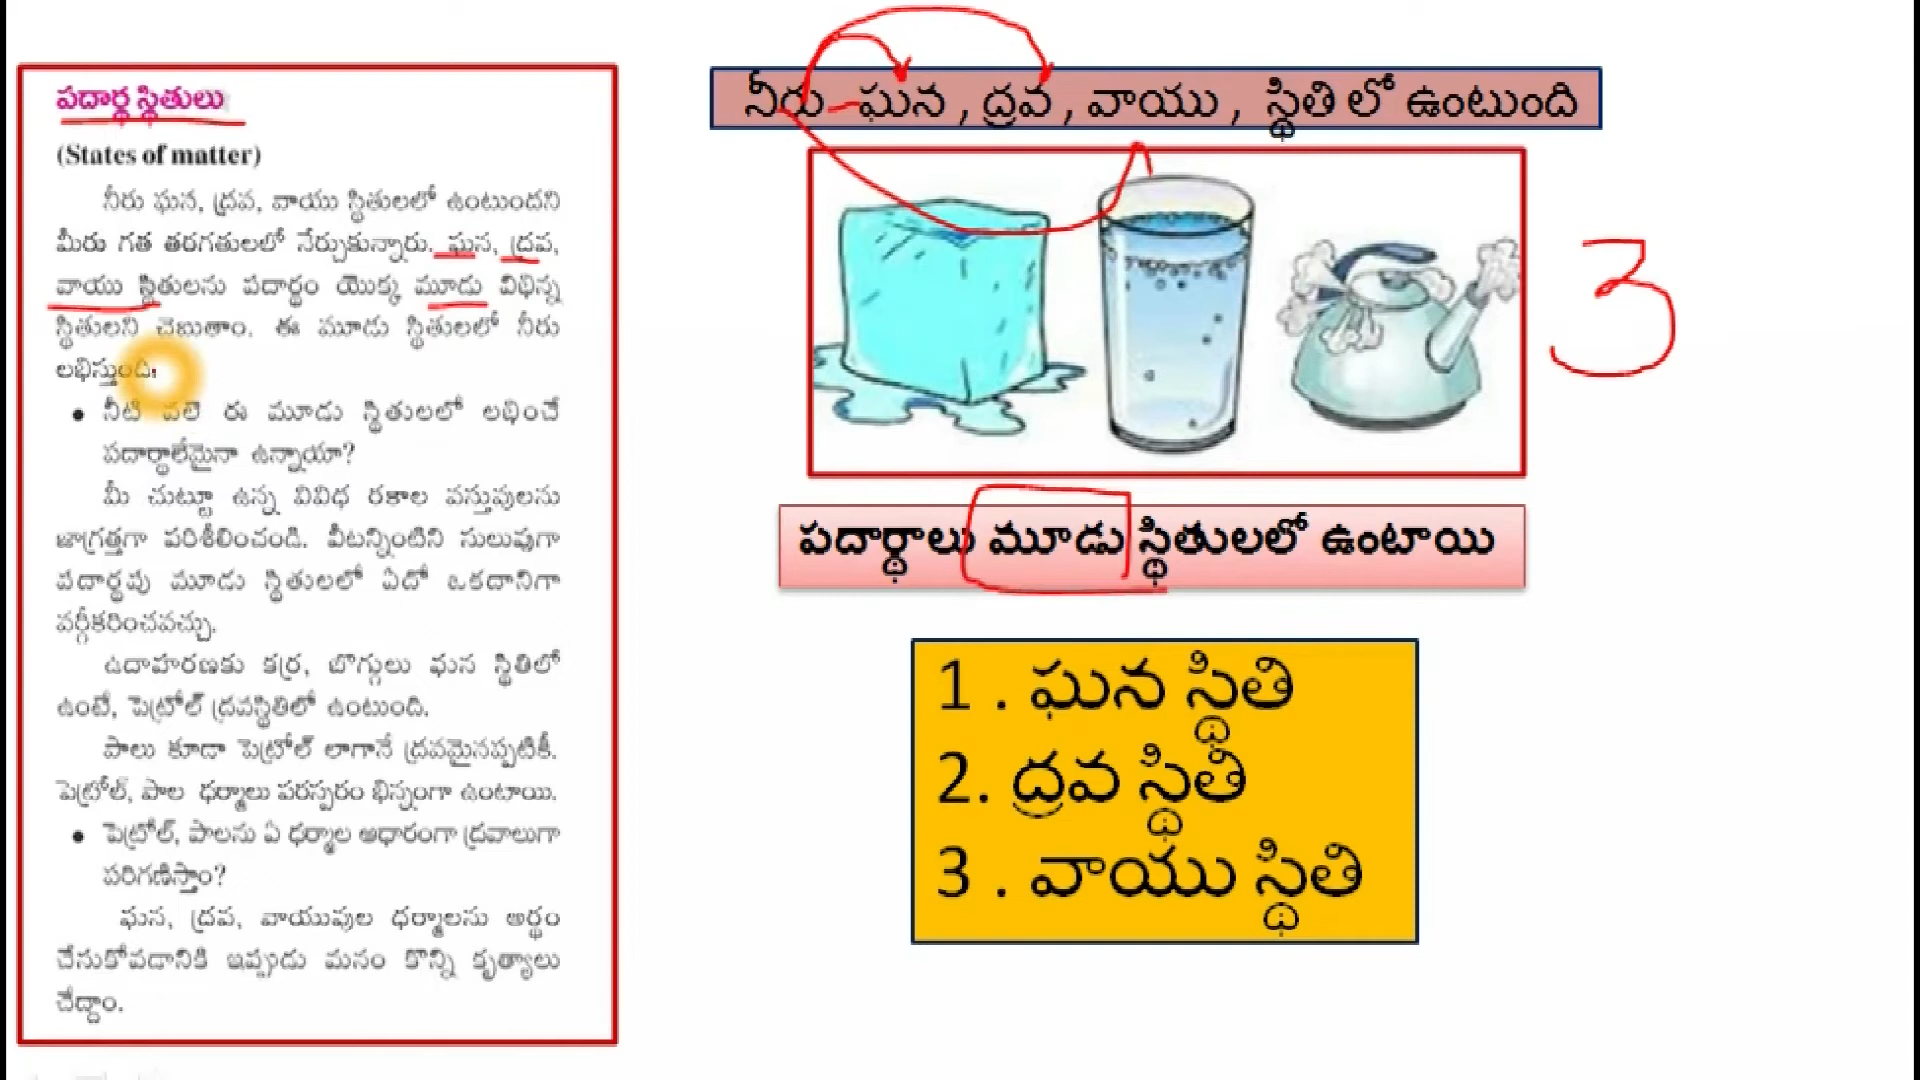 పదార్థ స్థితులు
(States of matter)
నీరు ఘన, ద్రవ, వాయు స్థితులలో ఉంటుందని
మీరు గత తరగతులలో నేర్చుకున్నారు. ఘన, ద్రవ,
వాయు స్థితులను పదార్థం యొక్క మూడు విభిన్న
స్థితులని చెబుతాం. ఈ మూడు స్థితులలో నీరు
లభిస్తుంది.
• నీటి వలె ఈ మూడు స్థితులలో లభించే
పదార్థాలేమైనా ఉన్నాయా?
మీ చుట్టూ ఉన్న వివిధ రకాల వస్తువులను
జాగ్రత్తగా పరిశీలించండి. వీటన్నింటిని సులువుగా
పదార్థపు మూడు స్థితులలో ఏదో ఒకదానిగా
వర్గీకరించవచ్చు.
ఉదాహరణకు కర్ర, బొగ్గులు ఘన స్థితిలో
ఉంటే, పెట్రోల్ ద్రవస్థితిలో ఉంటుంది.
పాలు కూడా పెట్రోల్ లాగానే ద్రవమైనప్పటికీ.
పెట్రోల్, పాల ధర్మాలు పరస్పరం భిన్నంగా ఉంటాయి.
• పెట్రోల్, పాలను ఏ ధర్మాల ఆధారంగా ద్రవాలుగా
పరిగణిస్తాం?
ఘన, ద్రవ, వాయువుల ధర్మాలను అర్థం
చేసుకోవడానికి ఇప్పుడు మనం కొన్ని కృత్యాలు
చేద్దాం.
నీరు - ఘన , ద్రవ , వాయు , స్థితి లో ఉంటుంది
3
పదార్థాలు మూడు స్థితులలో ఉంటాయి
1 . ఘన స్థితి
2. ద్రవ స్థితి
3 . వాయు స్థితి